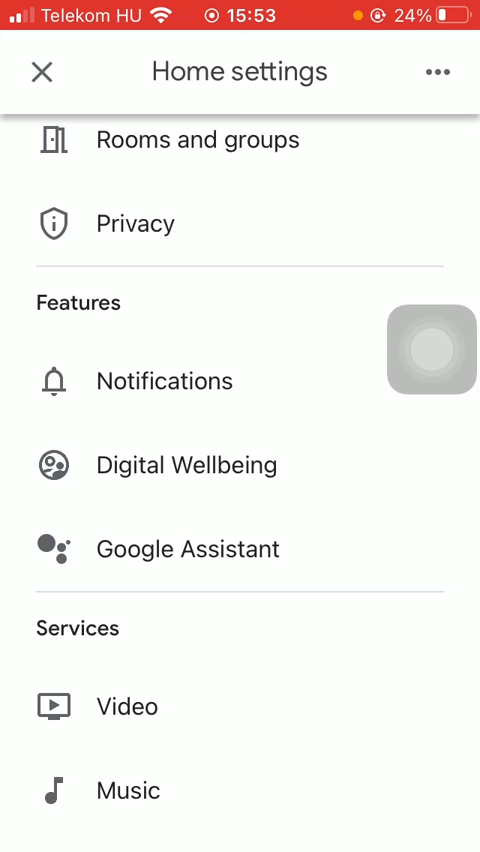 Telekom HU 15:53 24%
Home settings
Rooms and groups
Privacy
Features
Notifications
Digital Wellbeing
Google Assistant
Services
Video
Music